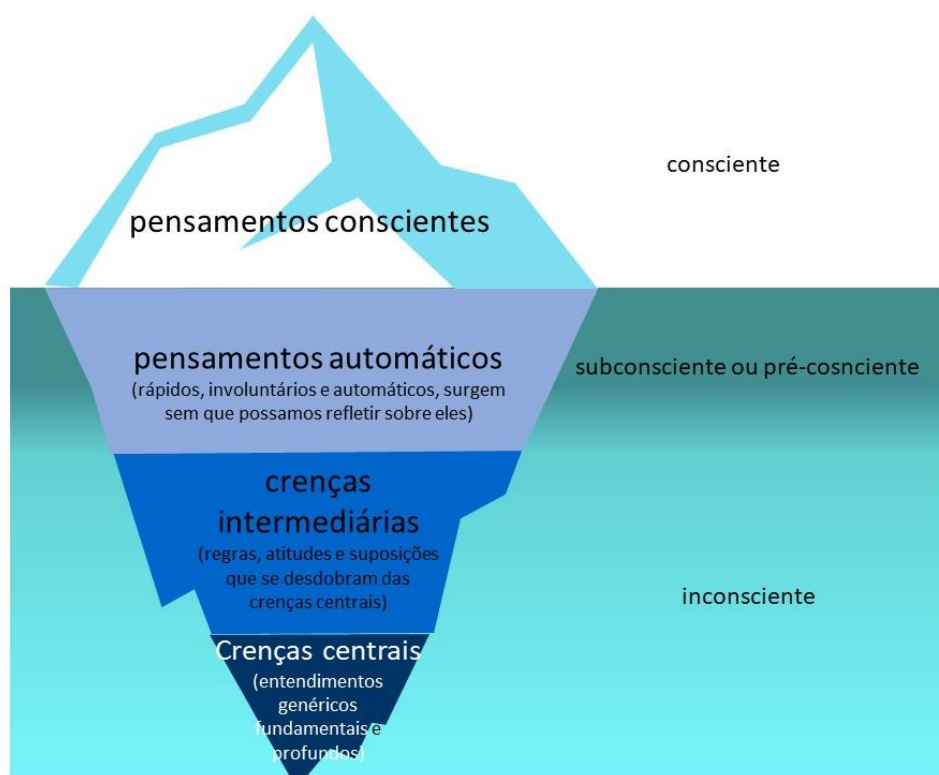 consciente
pensamentos conscientes
pensamentos automáticos
(rápidos, involuntários e automáticos, surgem
sem que possamos refletir sobre eles)
subconsciente ou pré-cosnciente
crenças
intermediárias
(regras, atitudes e suposições
que se desdobram das
crenças centrais)
inconsciente
Crenças centrais
(entendimentos
genéricos
fundamentais e
profundos)